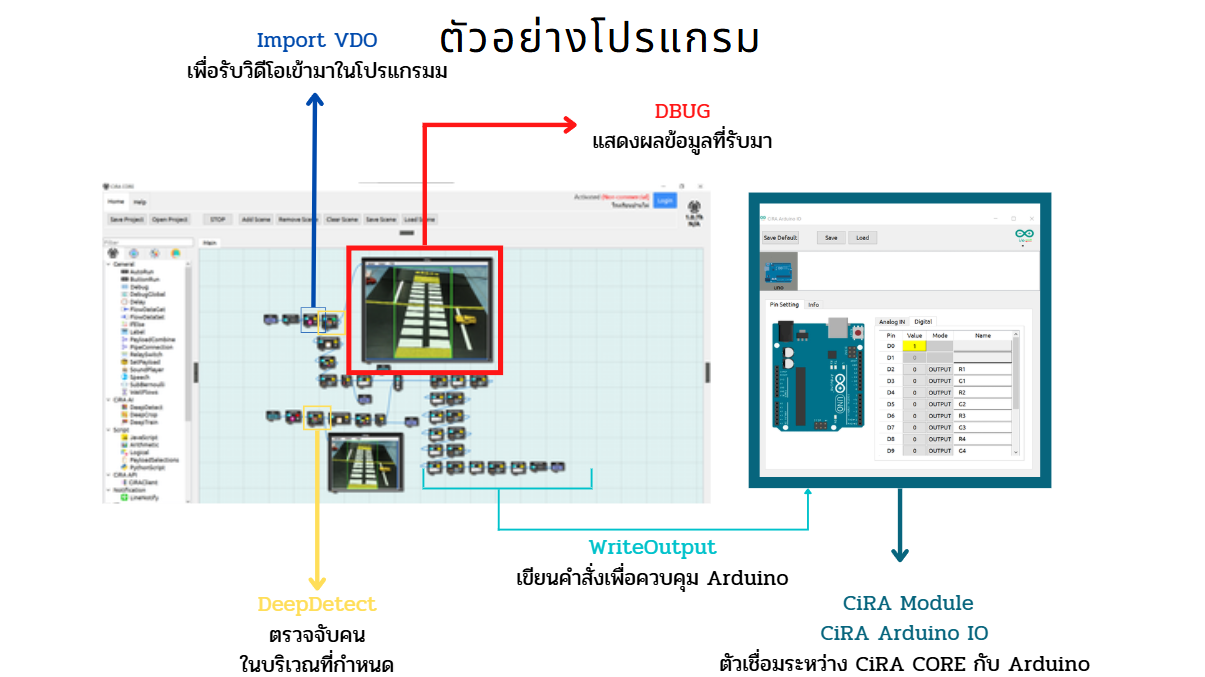 ตัวอย่างโปรแกรม
Import VDO
เพื่อรับวิดีโอเข้ามาในโปรแกรมม
DBUG
แสดงผลข้อมูลที่รับมา
CiRA CORE
Activated (Non-commercial)
Login
Home Help
Save Project Open Project STOP Add Scene Remove Scene Clear Scene Save Scene Load Scene
N/A
Filter
Main
General
AutoRun
ButtonRun
Debug
DebugGlobal
Delay
FlowDataGet
FlowDataSet
IfElse
Label
PayloadCombine
PipeConnection
RelaySwitch
SetPayload
SoundPlayer
Speech
SubBernoulli
WaitFlows
CiRA AI
DeepDetect
DeepCrop
DeepTrain
Script
JavaScript
Arithmetic
Logical
PayloadSelections
PythonScript
CiRA API
CiRAClient
Notification
LineNotify
CiRA Arduino IO
Save Default Save Load
UNO
Pin Setting Info
Analog IN Digital
Pin Value Mode Name
D0 1
D1 0
D2 0 OUTPUT R1
D3 0 OUTPUT G1
D4 0 OUTPUT R2
D5 0 OUTPUT G2
D6 0 OUTPUT R3
D7 0 OUTPUT G3
D8 0 OUTPUT R4
D9 0 OUTPUT G4
WriteOutput
เขียนคำสั่งเพื่อควบคุม Arduino
DeepDetect
ตรวจจับคน
ในบริเวณที่กำหนด
CiRA Module
CiRA Arduino IO
ตัวเชื่อมระหว่าง CiRA CORE กับ Arduino